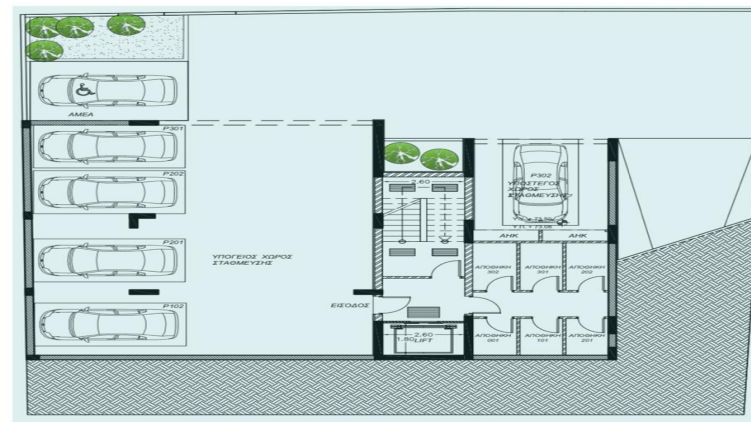 ΑΜΕΑ
P301
P202
P201
P102
ΥΠΟΓΕΙΟΣ ΧΩΡΟΣ
ΣΤΑΘΜΕΥΣΗΣ
2.60
ΕΙΣΟΔΟΣ
2.60
1.80
LIFT
P302
ΥΠΟΣΤΕΓΟΣ
ΧΩΡΟΣ
ΣΤΑΘΜΕΥΣΗΣ
ΑΗΚ
ΑΗΚ
ΑΠΟΘΗΚΗ
302
ΑΠΟΘΗΚΗ
301
ΑΠΟΘΗΚΗ
202
ΑΠΟΘΗΚΗ
001
ΑΠΟΘΗΚΗ
101
ΑΠΟΘΗΚΗ
201